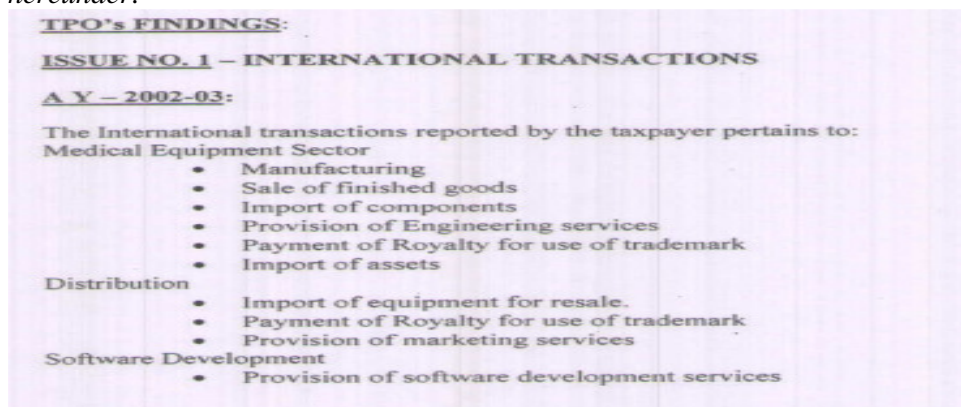 hereunder:
TPO's FINDINGS:
ISSUE NO. 1 – INTERNATIONAL TRANSACTIONS
A Y – 2002-03:
The International transactions reported by the taxpayer pertains to:
Medical Equipment Sector
• Manufacturing
• Sale of finished goods
• Import of components
• Provision of Engineering services
• Payment of Royalty for use of trademark
• Import of assets
Distribution
• Import of equipment for resale.
• Payment of Royalty for use of trademark
• Provision of marketing services
Software Development
• Provision of software development services